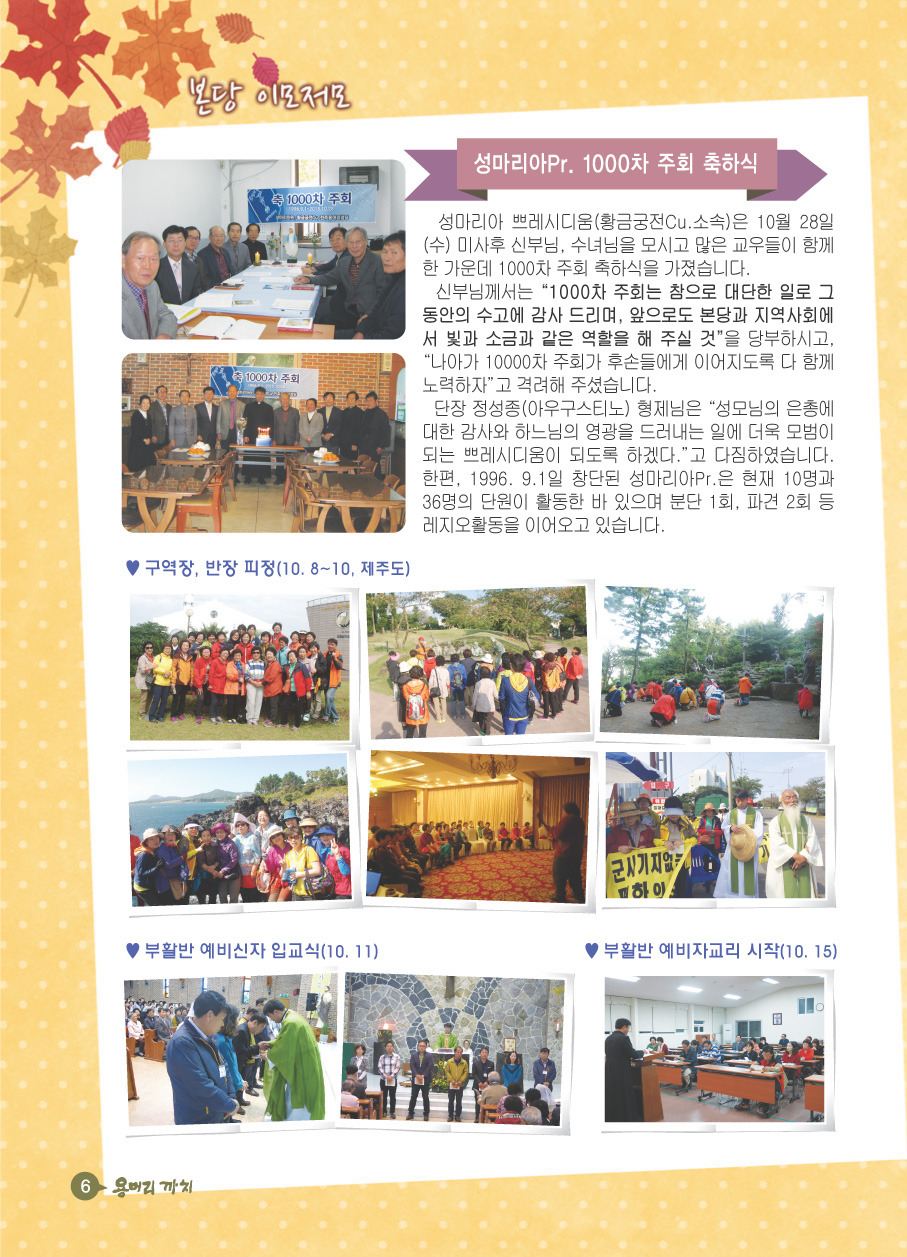 본당 이모저모
성마리아Pr. 1000차 주회 축하식
축 1000차 주회
축 1000차 주회
성마리아 쁘레시디움(황금궁전Cu.소속)은 10월 28일
(수) 미사후 신부님, 수녀님을 모시고 많은 교우들이 함께
한 가운데 1000차 주회 축하식을 가졌습니다.
신부님께서는 “1000차 주회는 참으로 대단한 일로 그
동안의 수고에 감사 드리며, 앞으로도 본당과 지역사회에
서 빛과 소금과 같은 역할을 해 주실 것”을 당부하시고,
“나아가 10000차 주회가 후손들에게 이어지도록 다 함께
노력하자”고 격려해 주셨습니다.
단장 정성종(아우구스티노) 형제님은 “성모님의 은총에
대한 감사와 하느님의 영광을 드러내는 일에 더욱 모범이
되는 쁘레시디움이 되도록 하겠다.”고 다짐하였습니다.
한편, 1996. 9.1일 창단된 성마리아Pr.은 현재 10명과
36명의 단원이 활동한 바 있으며 분단 1회, 파견 2회 등
레지오활동을 이어오고 있습니다.
♥ 구역장, 반장 피정(10. 8~10, 제주도)
군사기지없는
평화의
♥ 부활반 예비신자 입교식(10. 11)
♥ 부활반 예비자교리 시작(10. 15)
6 용머리 까치